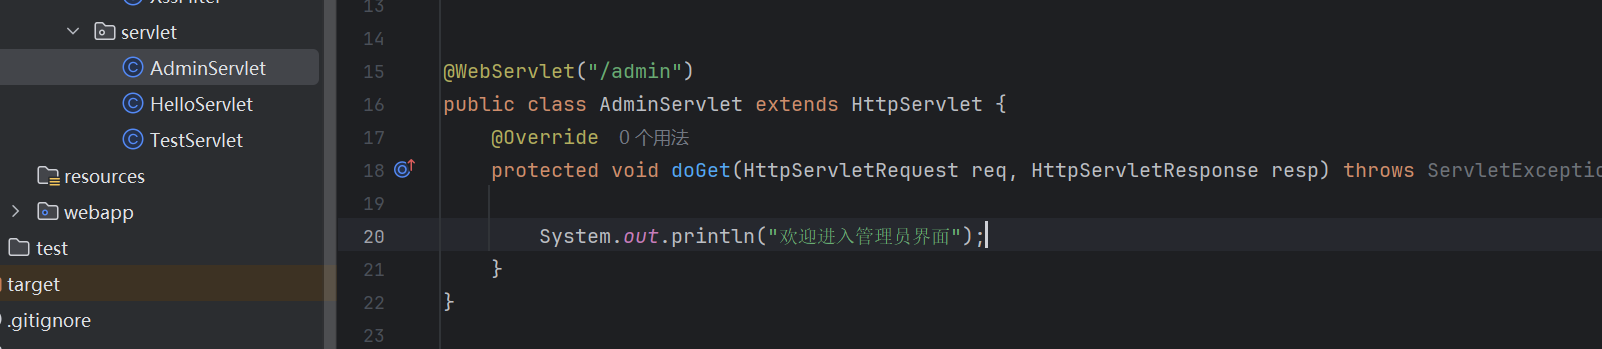 XssFilter
servlet
AdminServlet
HelloServlet
TestServlet
resources
webapp
test
target
.gitignore
13
14
15 @WebServlet("/admin")
16 public class AdminServlet extends HttpServlet {
17 @Override 0 个用法
18 protected void doGet(HttpServletRequest req, HttpServletResponse resp) throws ServletExceptio
19
20 System.out.println("欢迎进入管理员界面");
21 }
22 }
23